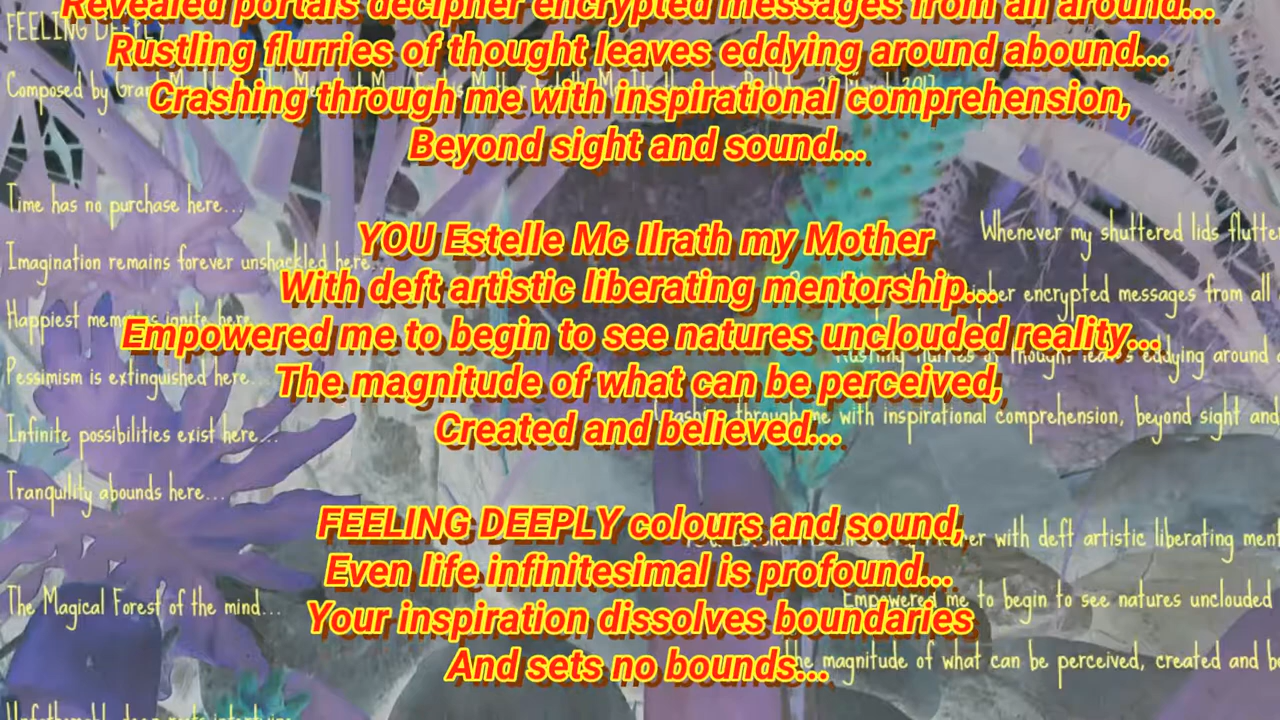 Revealed portals decipher encrypted messages from all around...
Rustling flurries of thought leaves eddying around abound...
Crashing through me with inspirational comprehension,
Beyond sight and sound...
YOU Estelle Mc Ilrath my Mother
With deft artistic liberating mentorship...
Empowered me to begin to see natures unclouded reality...
The magnitude of what can be perceived,
Created and believed...
FEELING DEEPLY colours and sound,
Even life infinitesimal is profound...
Your inspiration dissolves boundaries
And sets no bounds...
FEELING DEEPLY
Composed by
Time has no purchase here...
Imagination remains forever unshackled here...
Happiest memories ignite here...
Pessimism is extinguished here...
Infinite possibilities exist here...
Tranquility abounds here...
The Magical Forest of the mind...
Whenever my shuttered lids
encrypted messages from all
flurries of thought leaves eddying around
through me with inspirational comprehension, beyond sight and
with deft artistic liberating
Empowered me to begin to see natures unclouded
the magnitude of what can be perceived, created and